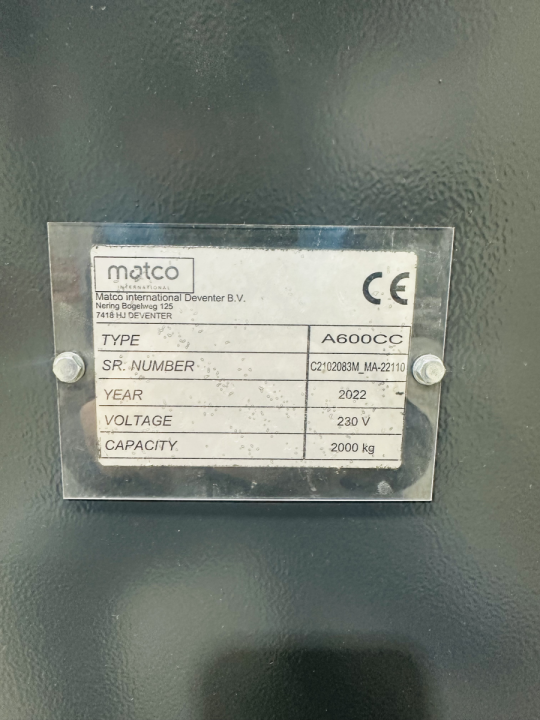 matco
INTERNATIONAL
CE
Matco international Deventer B.V.
Nering Bögelweg 125
7418 HJ DEVENTER
TYPE A600CC
SR. NUMBER C2102083M_MA-22110
YEAR 2022
VOLTAGE 230 V
CAPACITY 2000 kg